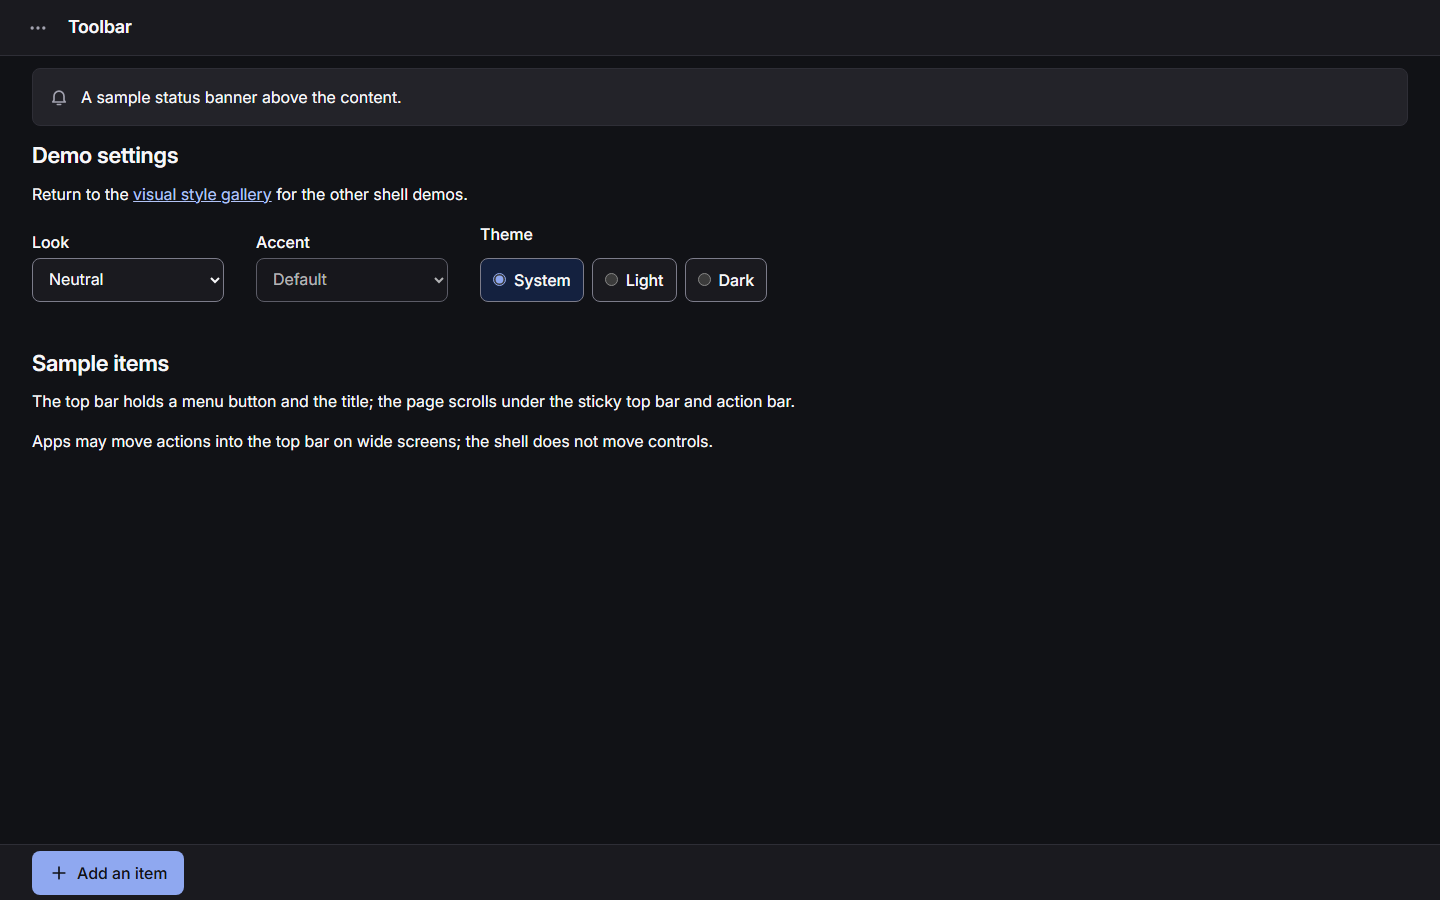 Toolbar
A sample status banner above the content.
Demo settings
Return to the visual style gallery for the other shell demos.
Look
Neutral
Accent
Default
Theme
System
Light
Dark
Sample items
The top bar holds a menu button and the title; the page scrolls under the sticky top bar and action bar.
Apps may move actions into the top bar on wide screens; the shell does not move controls.
Add an item